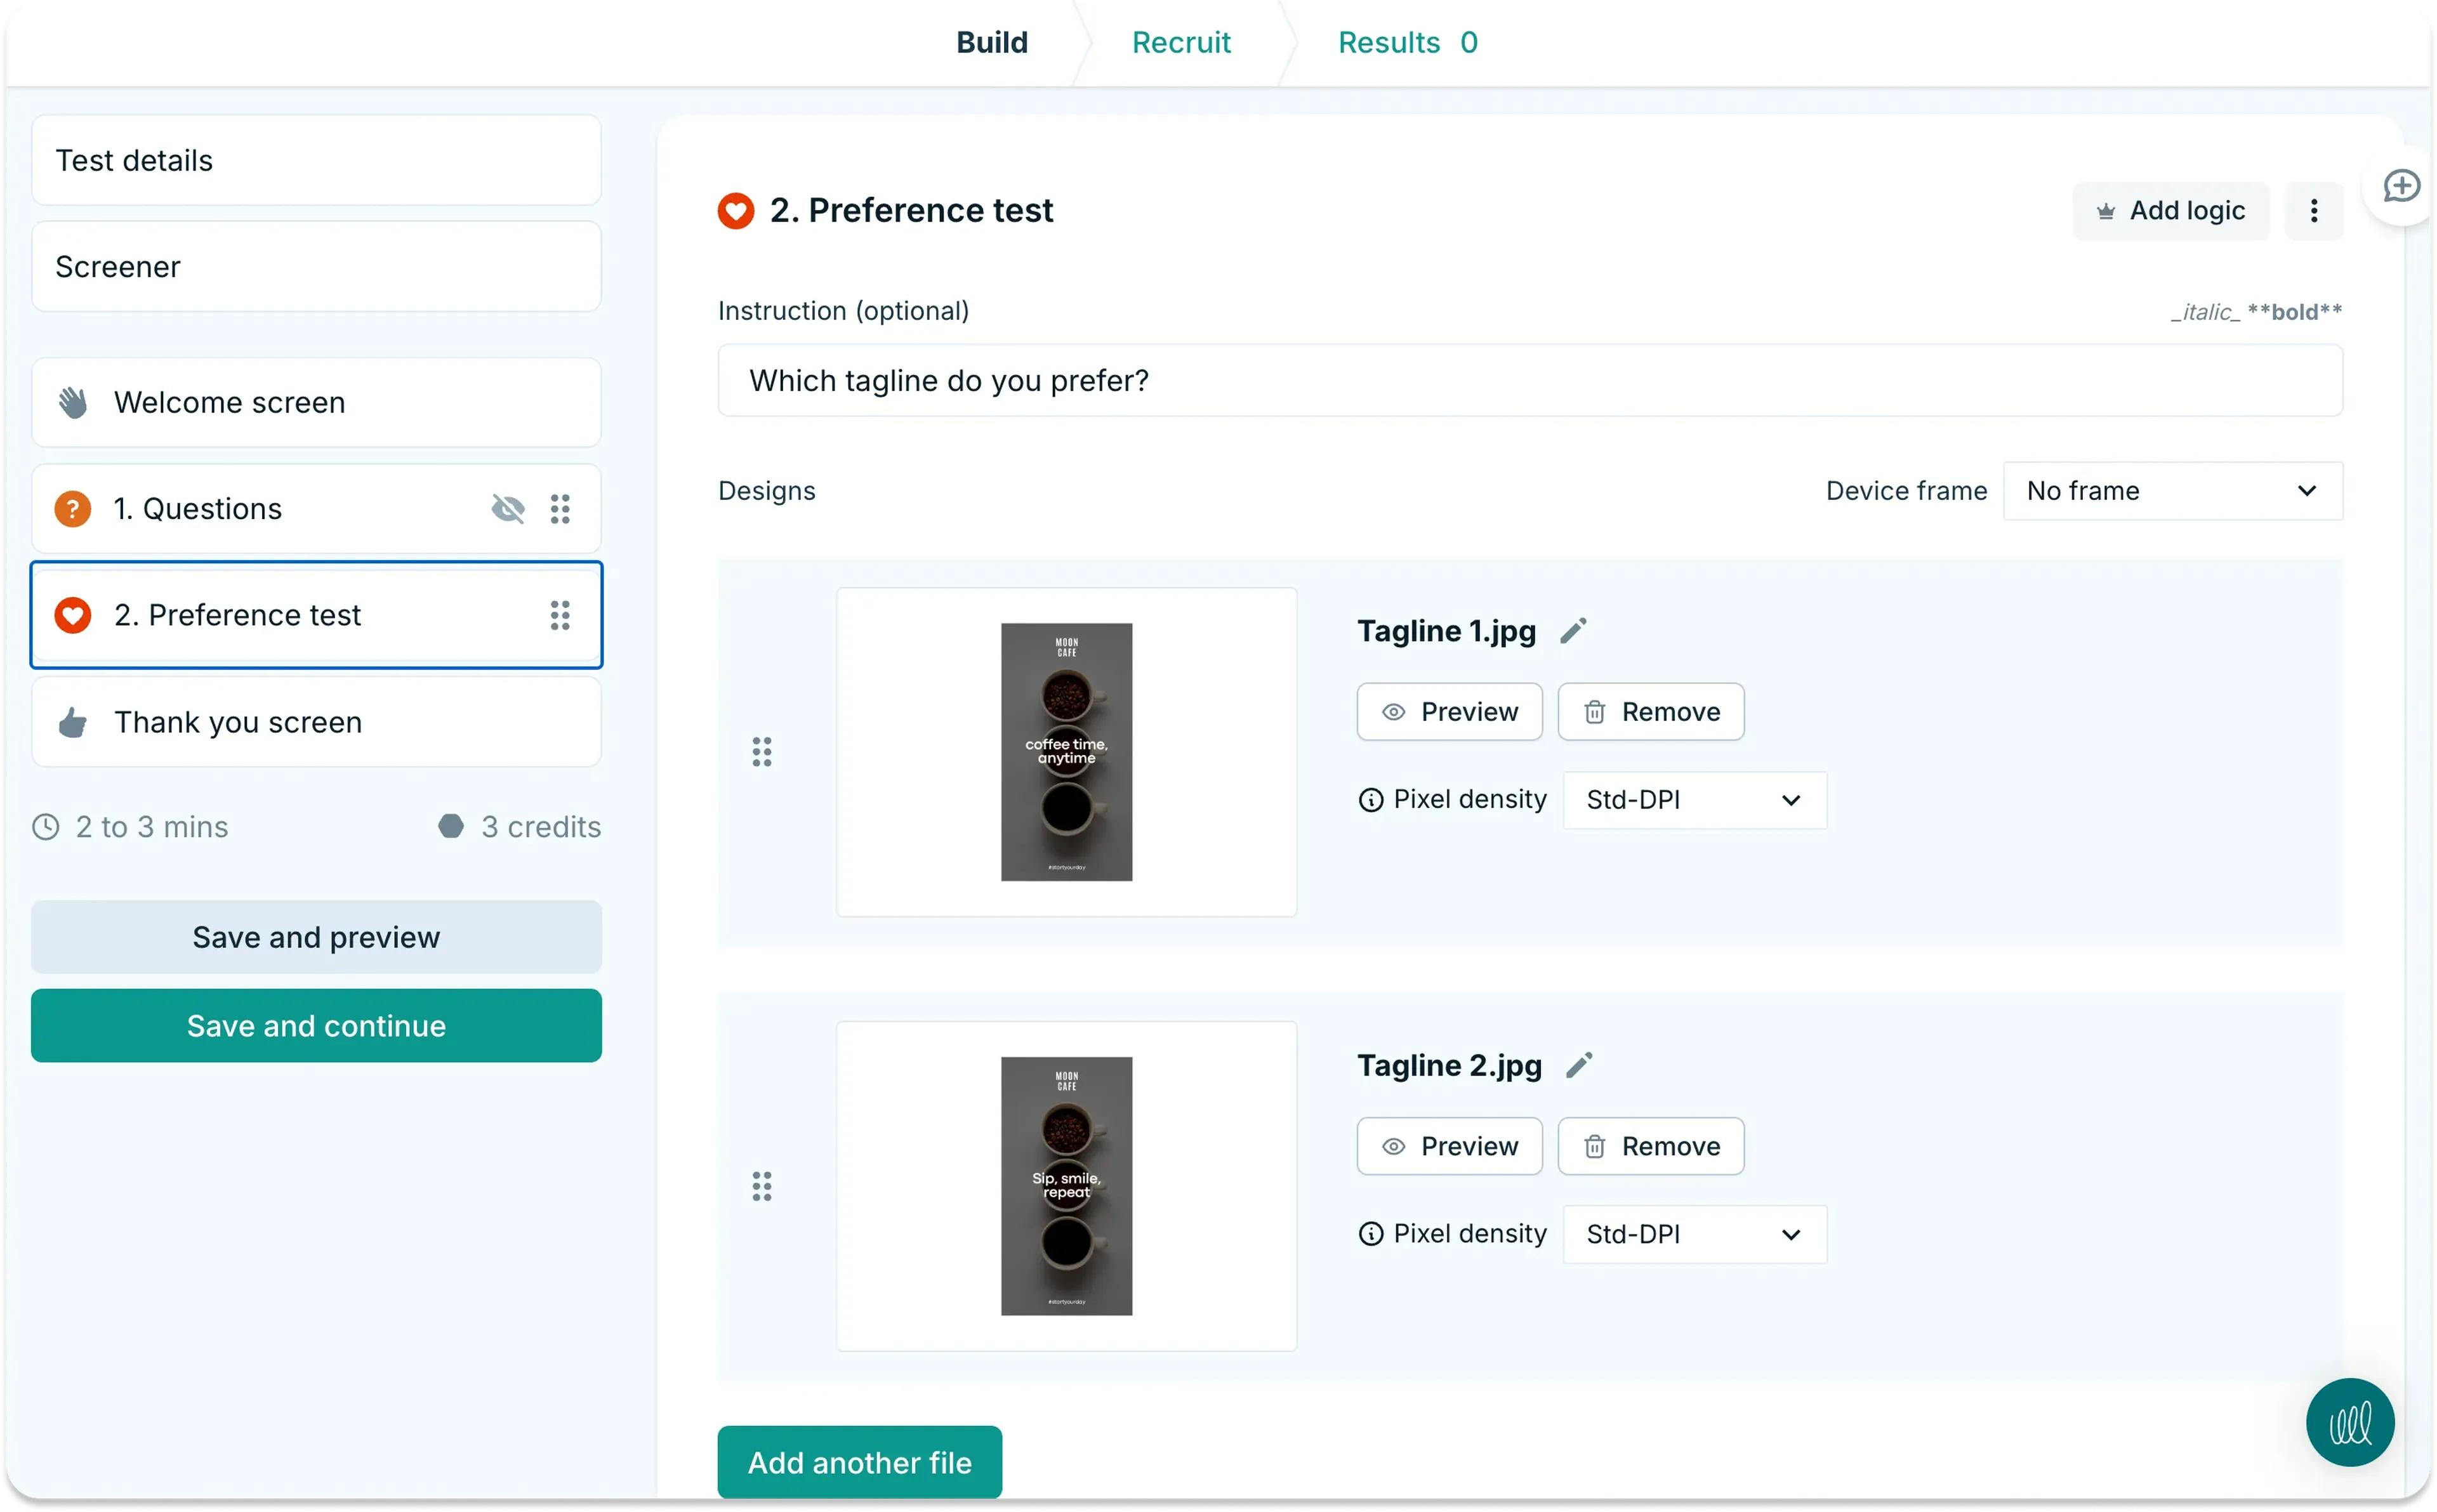 Build
Recruit
Results 0
Test details
Screener
Welcome screen
1. Questions
2. Preference test
Thank you screen
2 to 3 mins
3 credits
Save and preview
Save and continue
2. Preference test
Add logic
Instruction (optional)
_italic_ **bold**
Which tagline do you prefer?
Designs
Device frame
No frame
MOON
CAFE
coffee time,
anytime
#startyourday
Tagline 1.jpg
Preview
Remove
Pixel density
Std-DPI
MOON
CAFE
Sip, smile,
repeat
#startyourday
Tagline 2.jpg
Preview
Remove
Pixel density
Std-DPI
Add another file